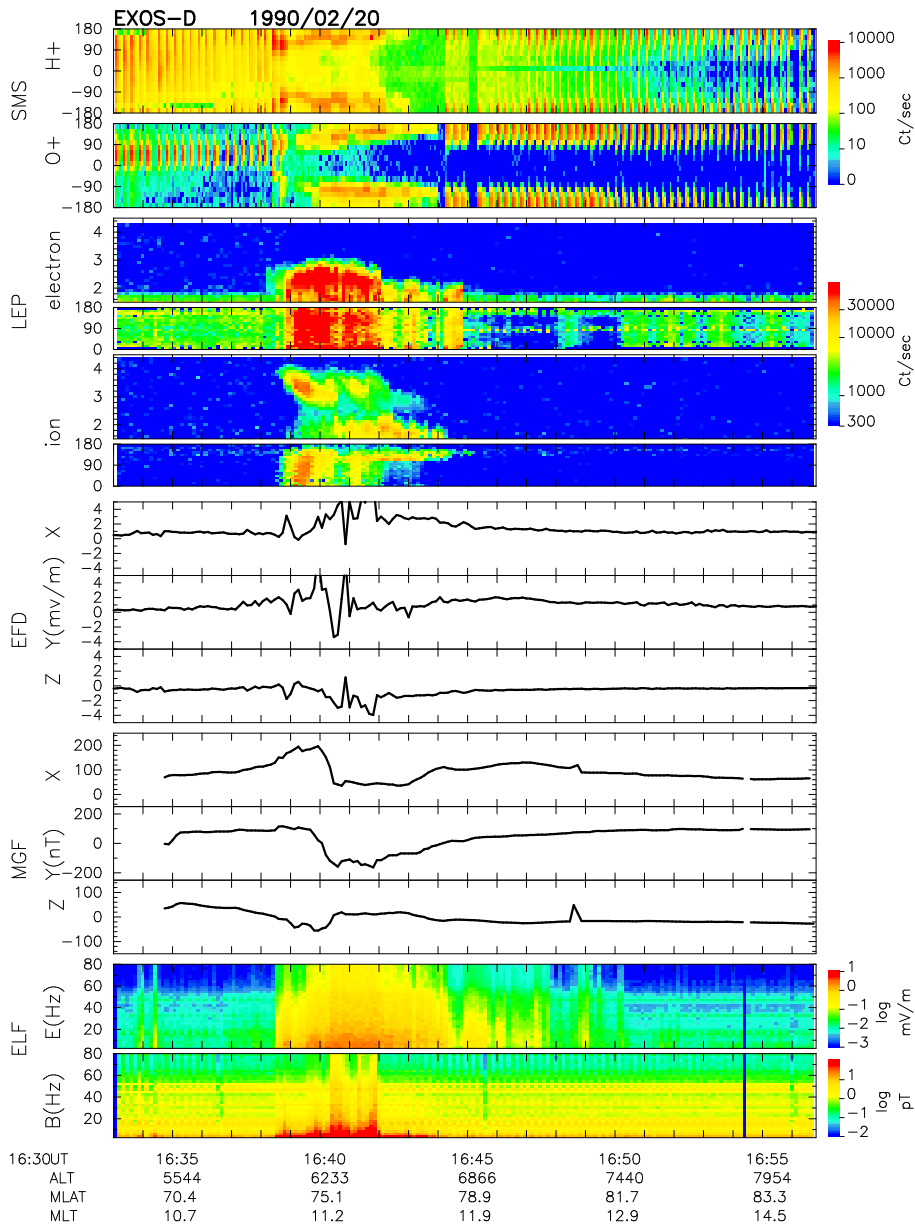 EXOS-D 1990/02/20
SMS
H+
180
90
0
-90
-180
O+
180
90
0
-90
-180
10000
1000
100
10
0
Ct/sec
LEP
electron
4
3
2
180
90
0
ion
4
3
2
180
90
0
30000
10000
1000
300
Ct/sec
EFD
X
4
2
0
-2
-4
Y(mv/m)
4
2
0
-2
-4
Z
4
2
0
-2
-4
MGF
X
200
100
0
Y(nT)
200
0
-200
Z
100
0
-100
ELF
E(Hz)
80
60
40
20
1
0
-1
-2
-3
log
mV/m
B(Hz)
80
60
40
20
1
0
-1
-2
log
pT
16:30UT 16:35 16:40 16:45 16:50 16:55
ALT 5544 6233 6866 7440 7954
MLAT 70.4 75.1 78.9 81.7 83.3
MLT 10.7 11.2 11.9 12.9 14.5